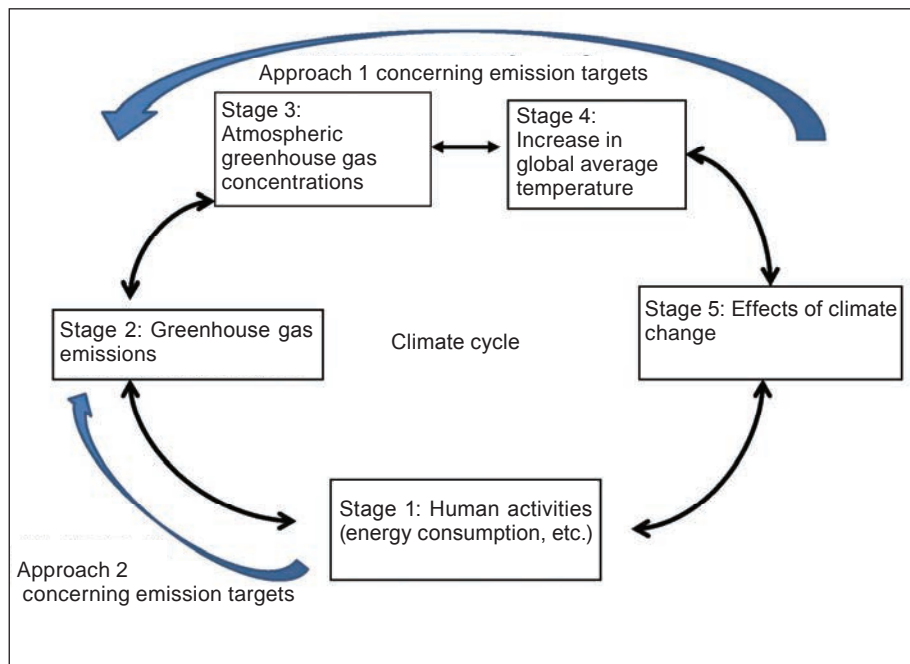 Approach 1 concerning emission targets
Stage 3:
Atmospheric
greenhouse gas
concentrations
Stage 4:
Increase in
global average
temperature
Stage 2: Greenhouse gas
emissions
Climate cycle
Stage 5: Effects of climate
change
Stage 1: Human activities
(energy consumption, etc.)
Approach 2
concerning emission targets